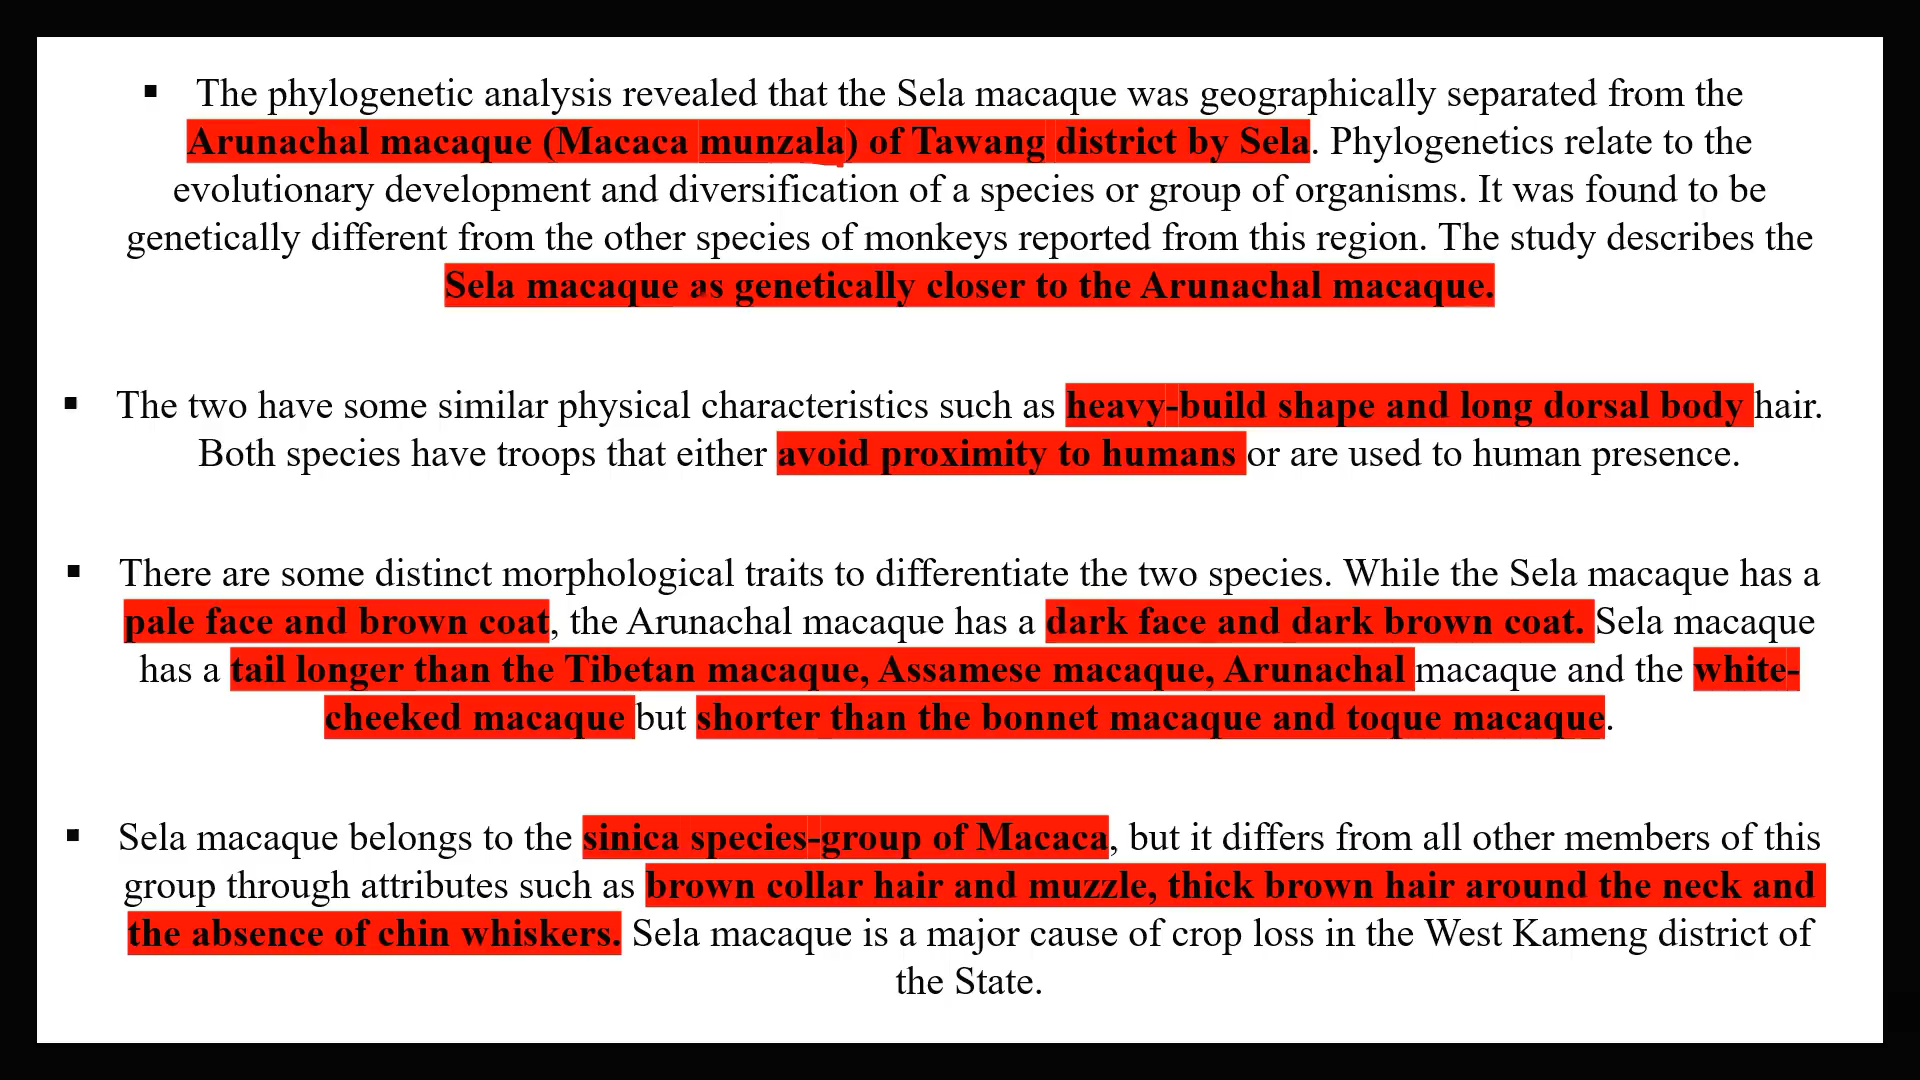 ▪ The phylogenetic analysis revealed that the Sela macaque was geographically separated from the
Arunachal macaque (Macaca munzala) of Tawang district by Sela. Phylogenetics relate to the
evolutionary development and diversification of a species or group of organisms. It was found to be
genetically different from the other species of monkeys reported from this region. The study describes the
Sela macaque as genetically closer to the Arunachal macaque.
▪ The two have some similar physical characteristics such as heavy-build shape and long dorsal body hair.
Both species have troops that either avoid proximity to humans or are used to human presence.
▪ There are some distinct morphological traits to differentiate the two species. While the Sela macaque has a
pale face and brown coat, the Arunachal macaque has a dark face and dark brown coat. Sela macaque
has a tail longer than the Tibetan macaque, Assamese macaque, Arunachal macaque and the white-
cheeked macaque but shorter than the bonnet macaque and toque macaque.
▪ Sela macaque belongs to the sinica species-group of Macaca, but it differs from all other members of this
group through attributes such as brown collar hair and muzzle, thick brown hair around the neck and
the absence of chin whiskers. Sela macaque is a major cause of crop loss in the West Kameng district of
the State.